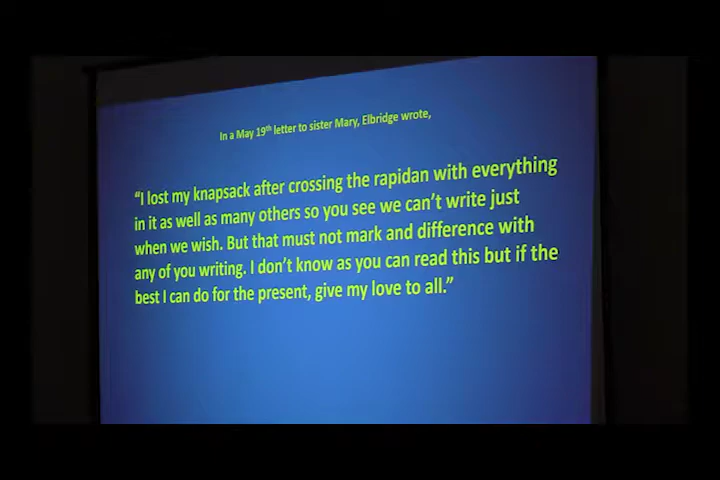 In a May 19th letter to sister Mary, Elbridge wrote,
“I lost my knapsack after crossing the rapidan with everything
in it as well as many others so you see we can’t write just
when we wish. But that must not mark and difference with
any of you writing. I don’t know as you can read this but if the
best I can do for the present, give my love to all.”